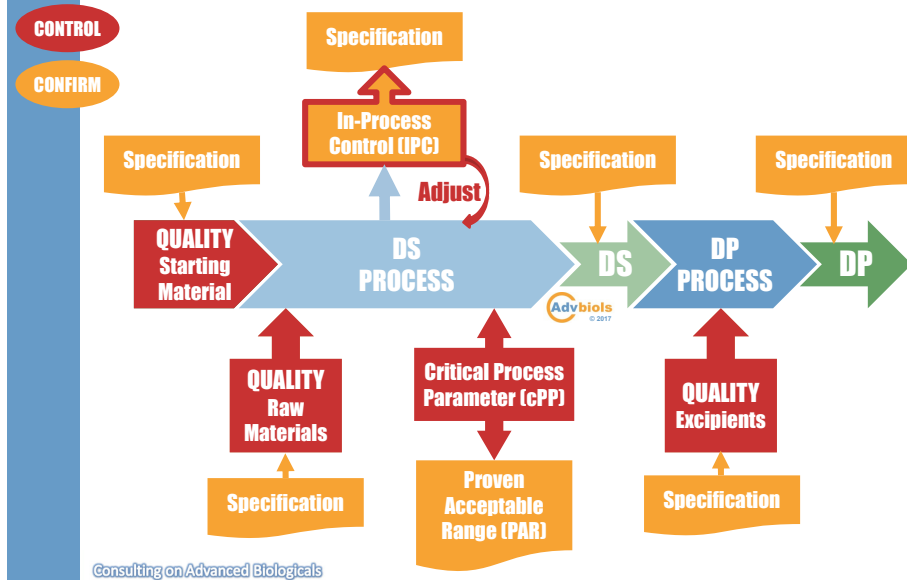 CONTROL
CONFIRM
Specification
In-Process
Control (IPC)
Adjust
Specification
Specification
Specification
QUALITY
Starting
Material
DS
PROCESS
DS
DP
PROCESS
DP
Advbiols
© 2017
QUALITY
Raw
Materials
Critical Process
Parameter (cPP)
QUALITY
Excipients
Specification
Proven
Acceptable
Range (PAR)
Specification
Consulting on Advanced Biologicals